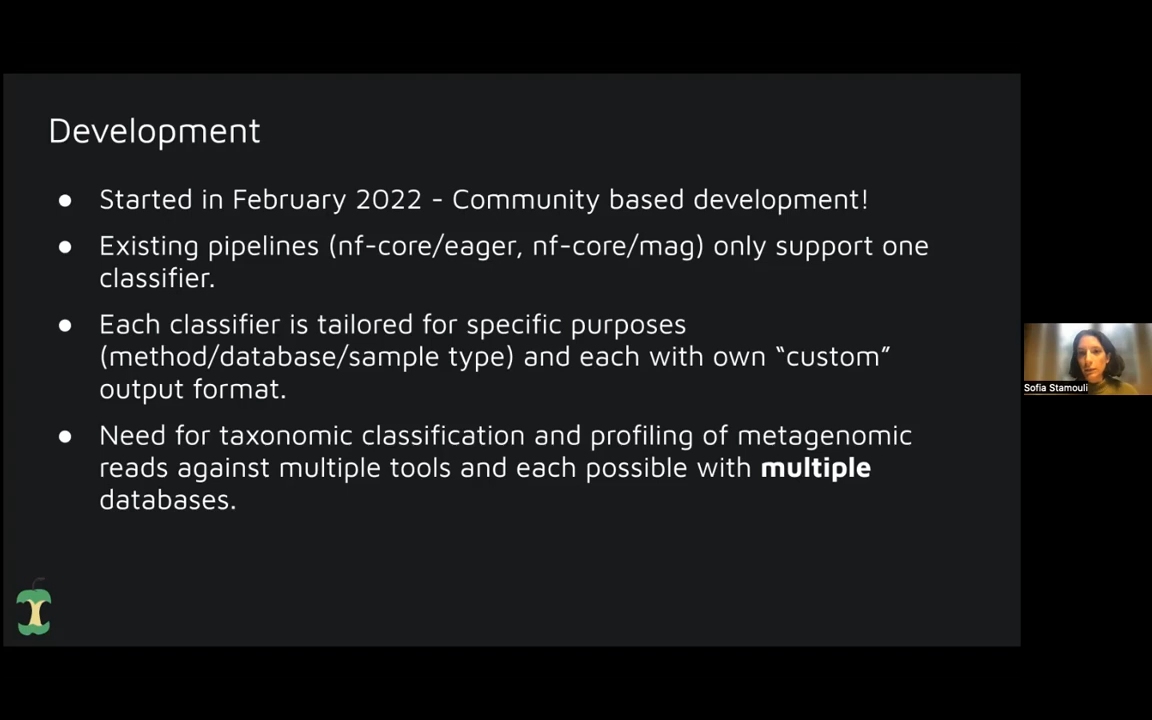 Development
● Started in February 2022 - Community based development!
● Existing pipelines (nf-core/eager, nf-core/mag) only support one
classifier.
● Each classifier is tailored for specific purposes
(method/database/sample type) and each with own “custom”
output format.
● Need for taxonomic classification and profiling of metagenomic
reads against multiple tools and each possible with multiple
databases.
Sofia Stamouli